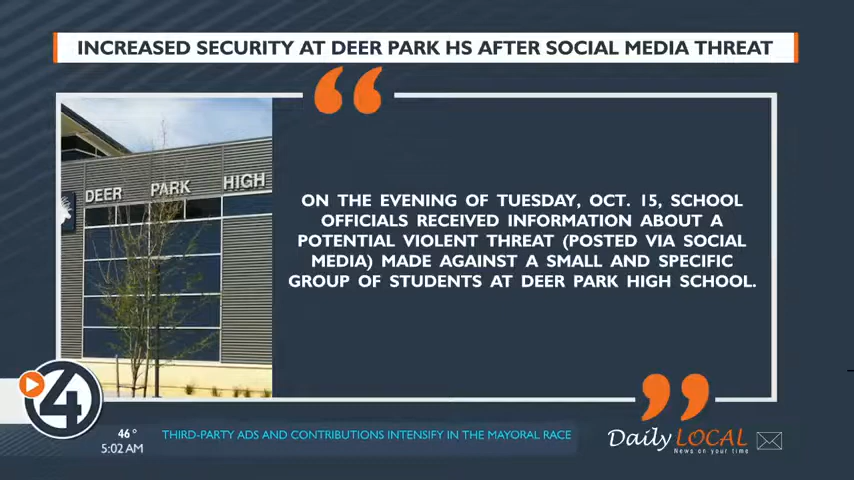 INCREASED SECURITY AT DEER PARK HS AFTER SOCIAL MEDIA THREAT
DEER PARK HIGH
ON THE EVENING OF TUESDAY, OCT. 15, SCHOOL
OFFICIALS RECEIVED INFORMATION ABOUT A
POTENTIAL VIOLENT THREAT (POSTED VIA SOCIAL
MEDIA) MADE AGAINST A SMALL AND SPECIFIC
GROUP OF STUDENTS AT DEER PARK HIGH SCHOOL.
4
46°
5:02 AM
THIRD-PARTY ADS AND CONTRIBUTIONS INTENSIFY IN THE MAYORAL RACE
Daily LOCAL
News on your time